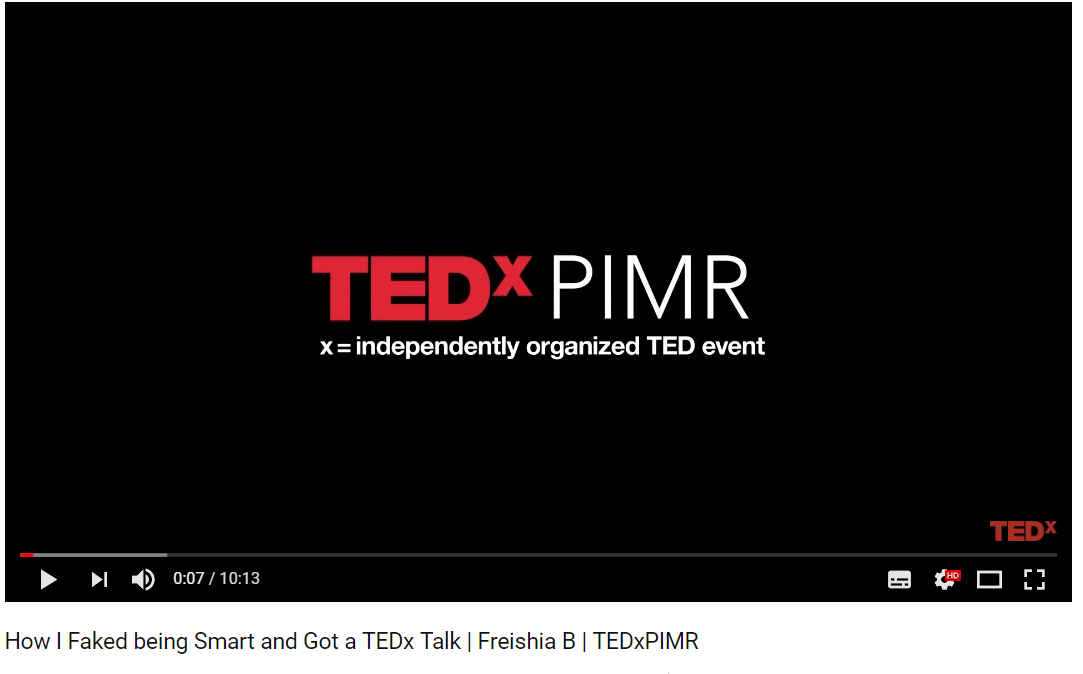 TEDx PIMR
x = independently organized TED event
TEDx
0:07 / 10:13
HD
How I Faked being Smart and Got a TEDx Talk | Freishia B | TEDxPIMR